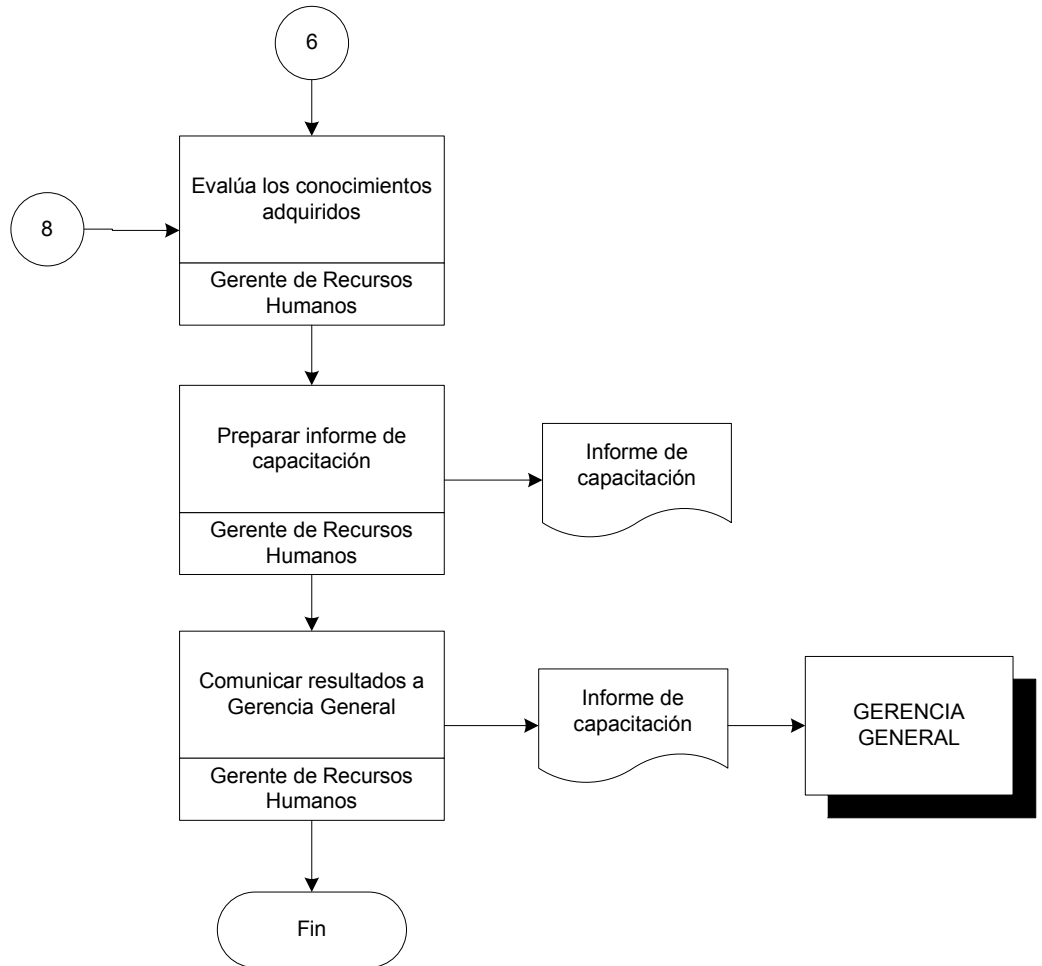 6
Evalúa los conocimientos
adquiridos
8
Gerente de Recursos
Humanos
Preparar informe de
capacitación
Informe de
capacitación
Gerente de Recursos
Humanos
Comunicar resultados a
Gerencia General
Informe de
capacitación
GERENCIA
GENERAL
Gerente de Recursos
Humanos
Fin